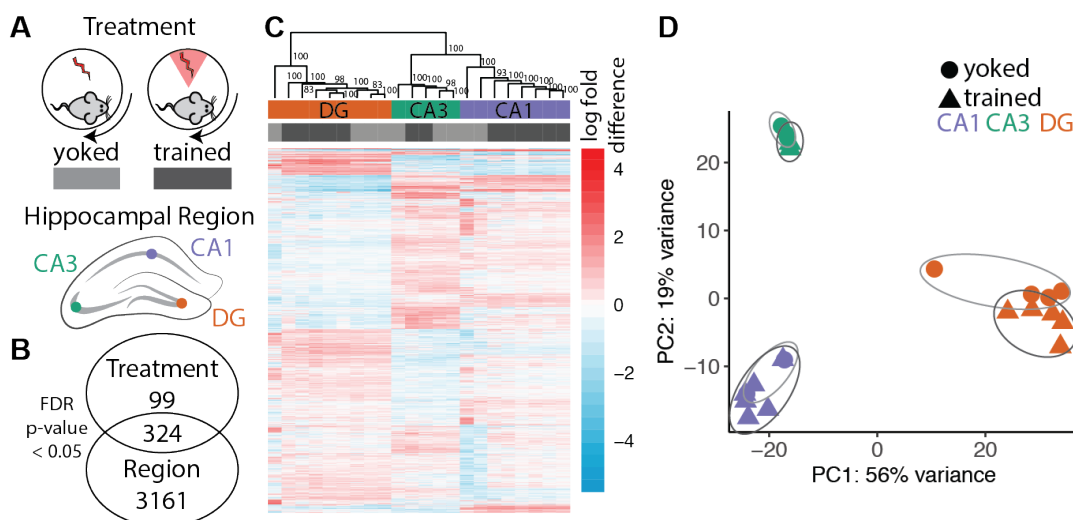 A
Treatment
yoked
trained
Hippocampal Region
CA3
CA1
DG
B
Treatment
99
FDR
p-value
< 0.05
324
Region
3161
C
100
100
100
100
100
98
83
83
100
100
100
100
98
100
100
93
100
100
100
100
100
DG
CA3
CA1
log fold
difference
4
2
0
−2
−4
D
yoked
trained
CA1 CA3 DG
PC2: 19% variance
20
10
0
−10
−20
0
20
PC1: 56% variance